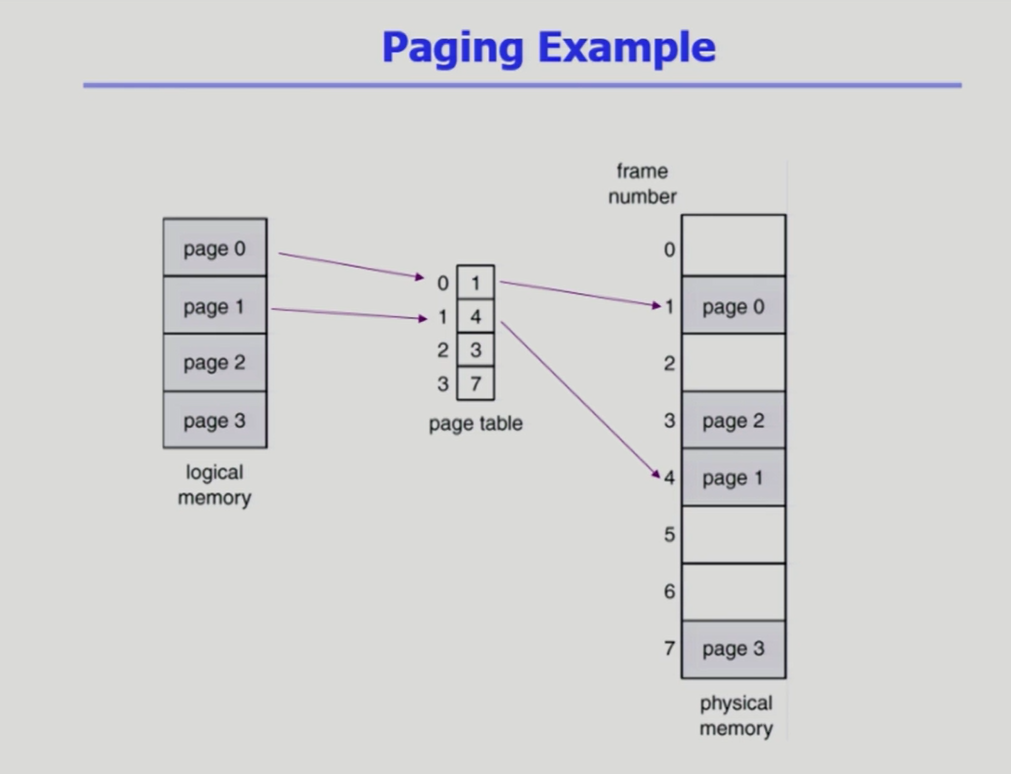 Paging Example
frame
number
page 0
page 1
page 2
page 3
logical
memory
0 1
1 4
2 3
3 7
page table
0
1 page 0
2
3 page 2
4 page 1
5
6
7 page 3
physical
memory